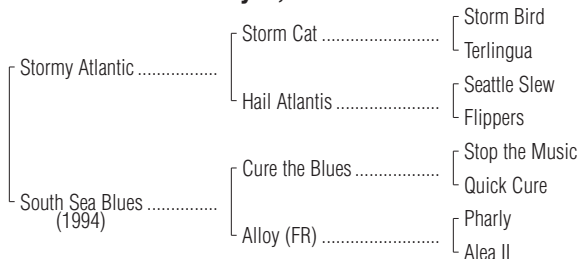 Storm Bird
Storm Cat ......................
Terlingua
Stormy Atlantic ...............
Seattle Slew
Hail Atlantis ....................
Flippers
Stop the Music
Cure the Blues .................
Quick Cure
South Sea Blues .............
(1994)
Pharly
Alloy (FR) .......................
Alea II